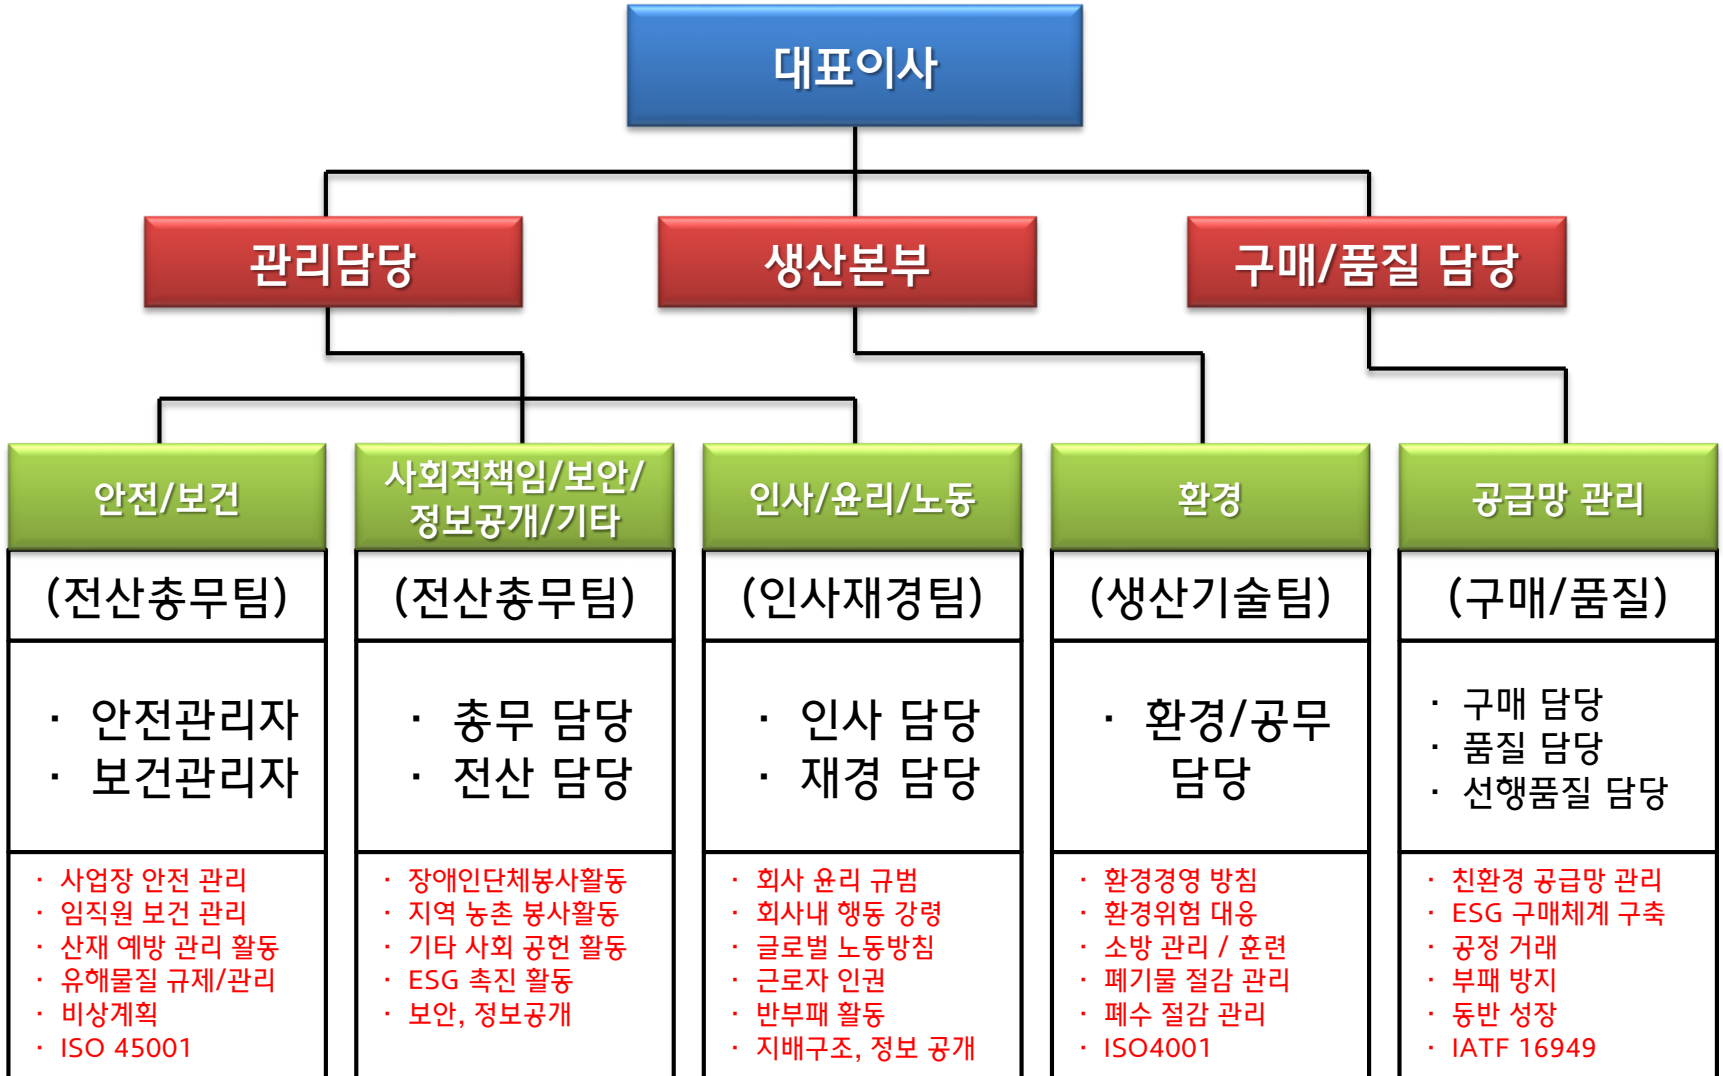 대표이사
관리담당
생산본부
구매/품질 담당
안전/보건
사회적책임/보안/
정보공개/기타
인사/윤리/노동
환경
공급망 관리
(전산총무팀)
(전산총무팀)
(인사재경팀)
(생산기술팀)
(구매/품질)
· 안전관리자
· 보건관리자
· 총무 담당
· 전산 담당
· 인사 담당
· 재경 담당
· 환경/공무
담당
· 구매 담당
· 품질 담당
· 선행품질 담당
· 사업장 안전 관리
· 임직원 보건 관리
· 산재 예방 관리 활동
· 유해물질 규제/관리
· 비상계획
· ISO 45001
· 장애인단체봉사활동
· 지역 농촌 봉사활동
· 기타 사회 공헌 활동
· ESG 촉진 활동
· 보안, 정보공개
· 회사 윤리 규범
· 회사내 행동 강령
· 글로벌 노동방침
· 근로자 인권
· 반부패 활동
· 지배구조, 정보 공개
· 환경경영 방침
· 환경위험 대응
· 소방 관리 / 훈련
· 폐기물 절감 관리
· 폐수 절감 관리
· ISO4001
· 친환경 공급망 관리
· ESG 구매체계 구축
· 공정 거래
· 부패 방지
· 동반 성장
· IATF 16949